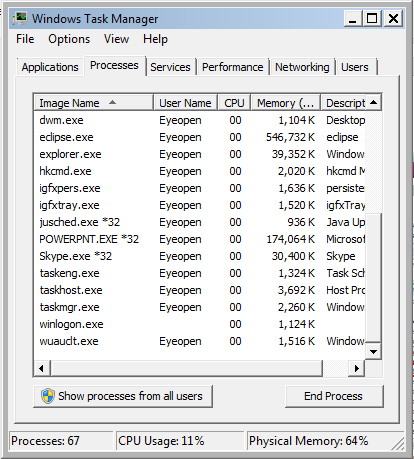 Windows Task Manager
File Options View Help
Applications Processes Services Performance Networking Users
Image Name User Name CPU Memory (... Descript
dwm.exe Eyeopen 00 1,104 K Desktop
eclipse.exe Eyeopen 00 546,732 K eclipse
explorer.exe Eyeopen 00 39,352 K Window
hkcmd.exe Eyeopen 00 2,020 K hkcmd M
igfxpers.exe Eyeopen 00 1,636 K persiste
igfxtray.exe Eyeopen 00 1,520 K igfxTray
jusched.exe *32 Eyeopen 00 936 K Java Up
POWERPNT.EXE *32 Eyeopen 00 174,064 K Microsof
Skype.exe *32 Eyeopen 00 30,400 K Skype
taskeng.exe Eyeopen 00 1,324 K Task Sch
taskhost.exe Eyeopen 00 3,692 K Host Pro
taskmgr.exe Eyeopen 00 2,260 K Window
winlogon.exe 00 1,124 K
wuauclt.exe Eyeopen 00 1,516 K Window
Show processes from all users End Process
Processes: 67 CPU Usage: 11% Physical Memory: 64%